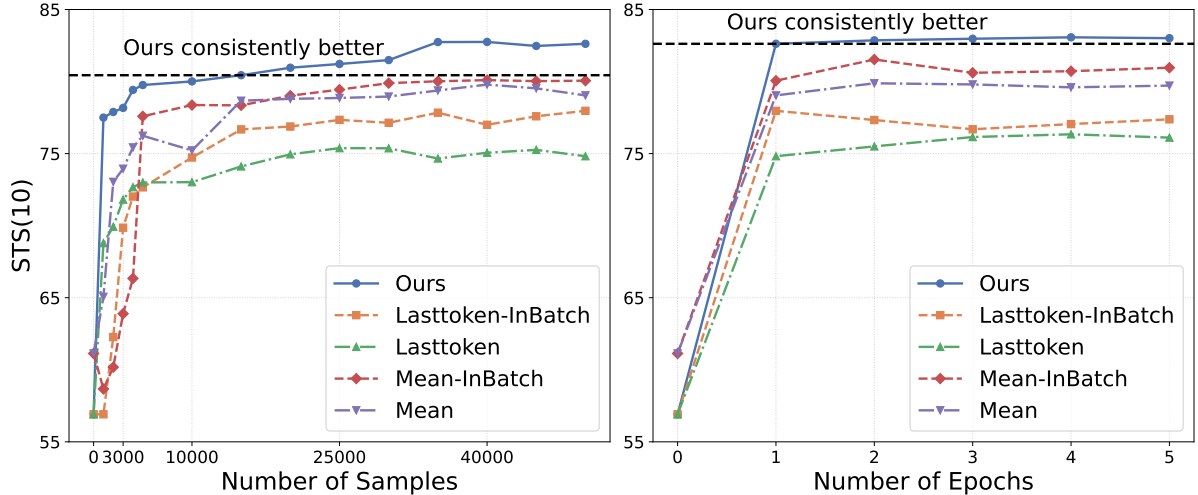 STS(10)
85
75
65
55
Ours consistently better
Ours
Lasttoken-InBatch
Lasttoken
Mean-InBatch
Mean
0 3000 10000 25000 40000
Number of Samples
85
75
65
55
Ours consistently better
Ours
Lasttoken-InBatch
Lasttoken
Mean-InBatch
Mean
0 1 2 3 4 5
Number of Epochs